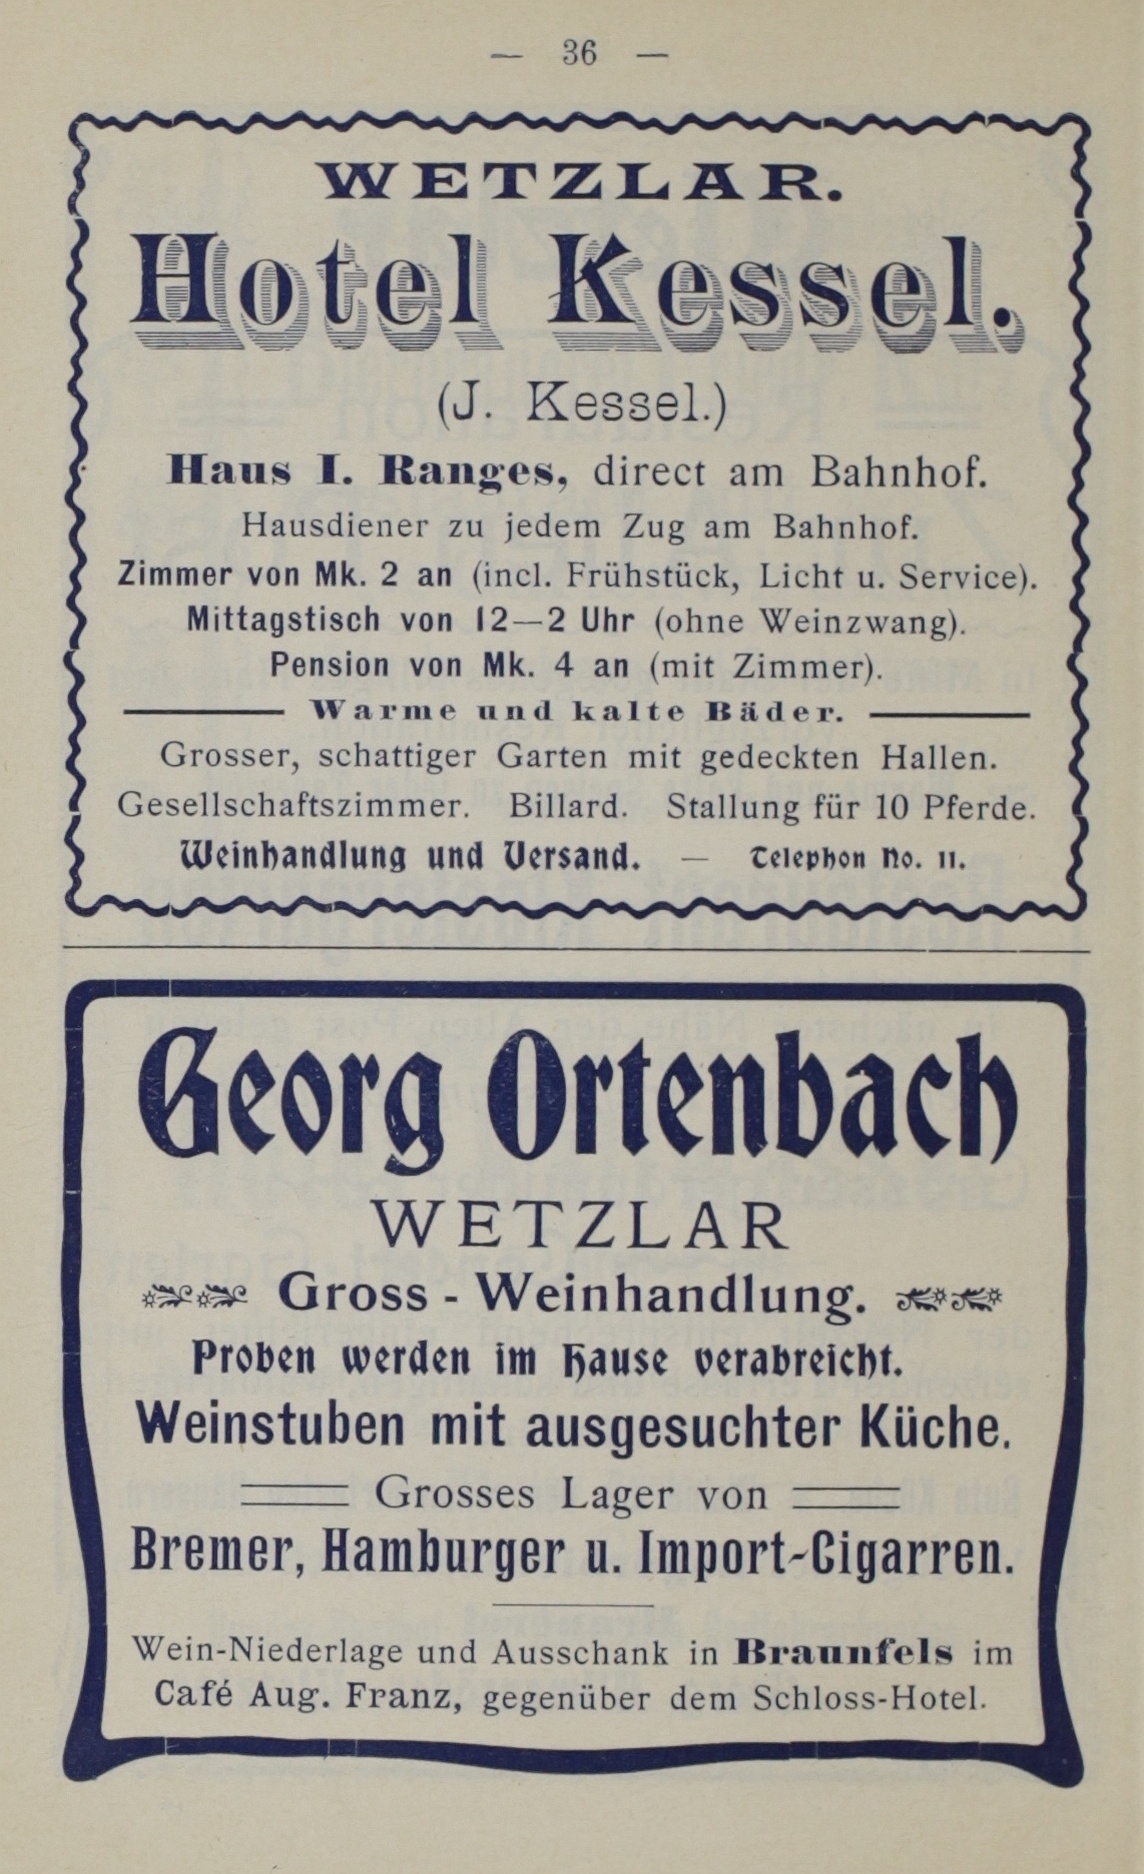 — 36 —
WETZLAR.
Hotel Kessel.
(J. Kessel.)
Haus I. Ranges, direct am Bahnhof.
Hausdiener zu jedem Zug am Bahnhof.
Zimmer von Mk. 2 an (incl. Frühstück, Licht u. Service).
Mittagstisch von 12—2 Uhr (ohne Weinzwang).
Pension von Mk. 4 an (mit Zimmer).
Warme und kalte Bäder.
Grosser, schattiger Garten mit gedeckten Hallen.
Gesellschaftszimmer. Billard. Stallung für 10 Pferde.
Weinhandlung und Versand. — Telephon No. 11.
Georg Ortenbach
WETZLAR
Gross - Weinhandlung.
Proben werden im Hause verabreicht.
Weinstuben mit ausgesuchter Küche.
Grosses Lager von
Bremer, Hamburger u. Import-Cigarren.
Wein-Niederlage und Ausschank in Braunfels im
Café Aug. Franz, gegenüber dem Schloss-Hotel.